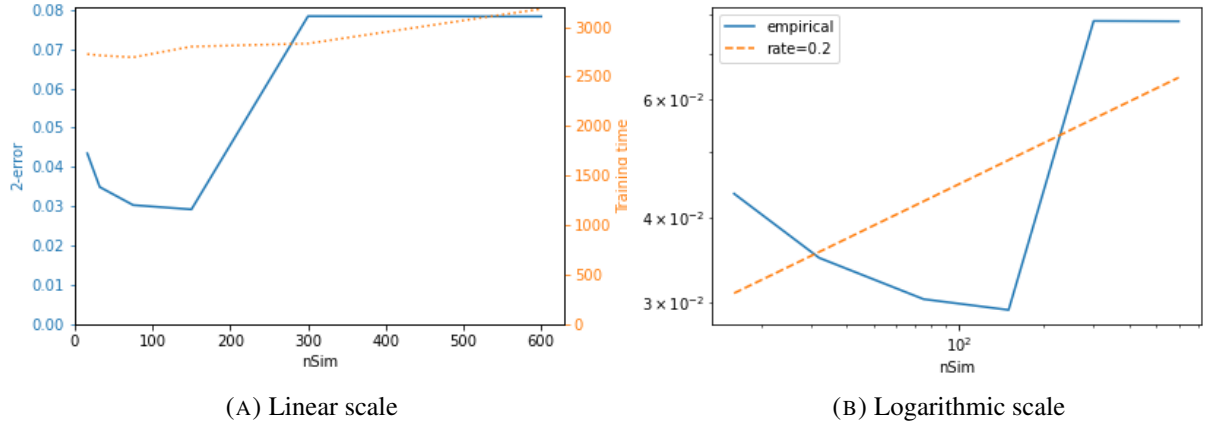 0.08
0.07
0.06
0.05
0.04
0.03
0.02
0.01
0.00
2-error
0 100 200 300 400 500 600
nSim
3000
2500
2000
1500
1000
500
0
Training time
(A) Linear scale
empirical
rate=0.2
6 × 10⁻²
4 × 10⁻²
3 × 10⁻²
10²
nSim
(B) Logarithmic scale